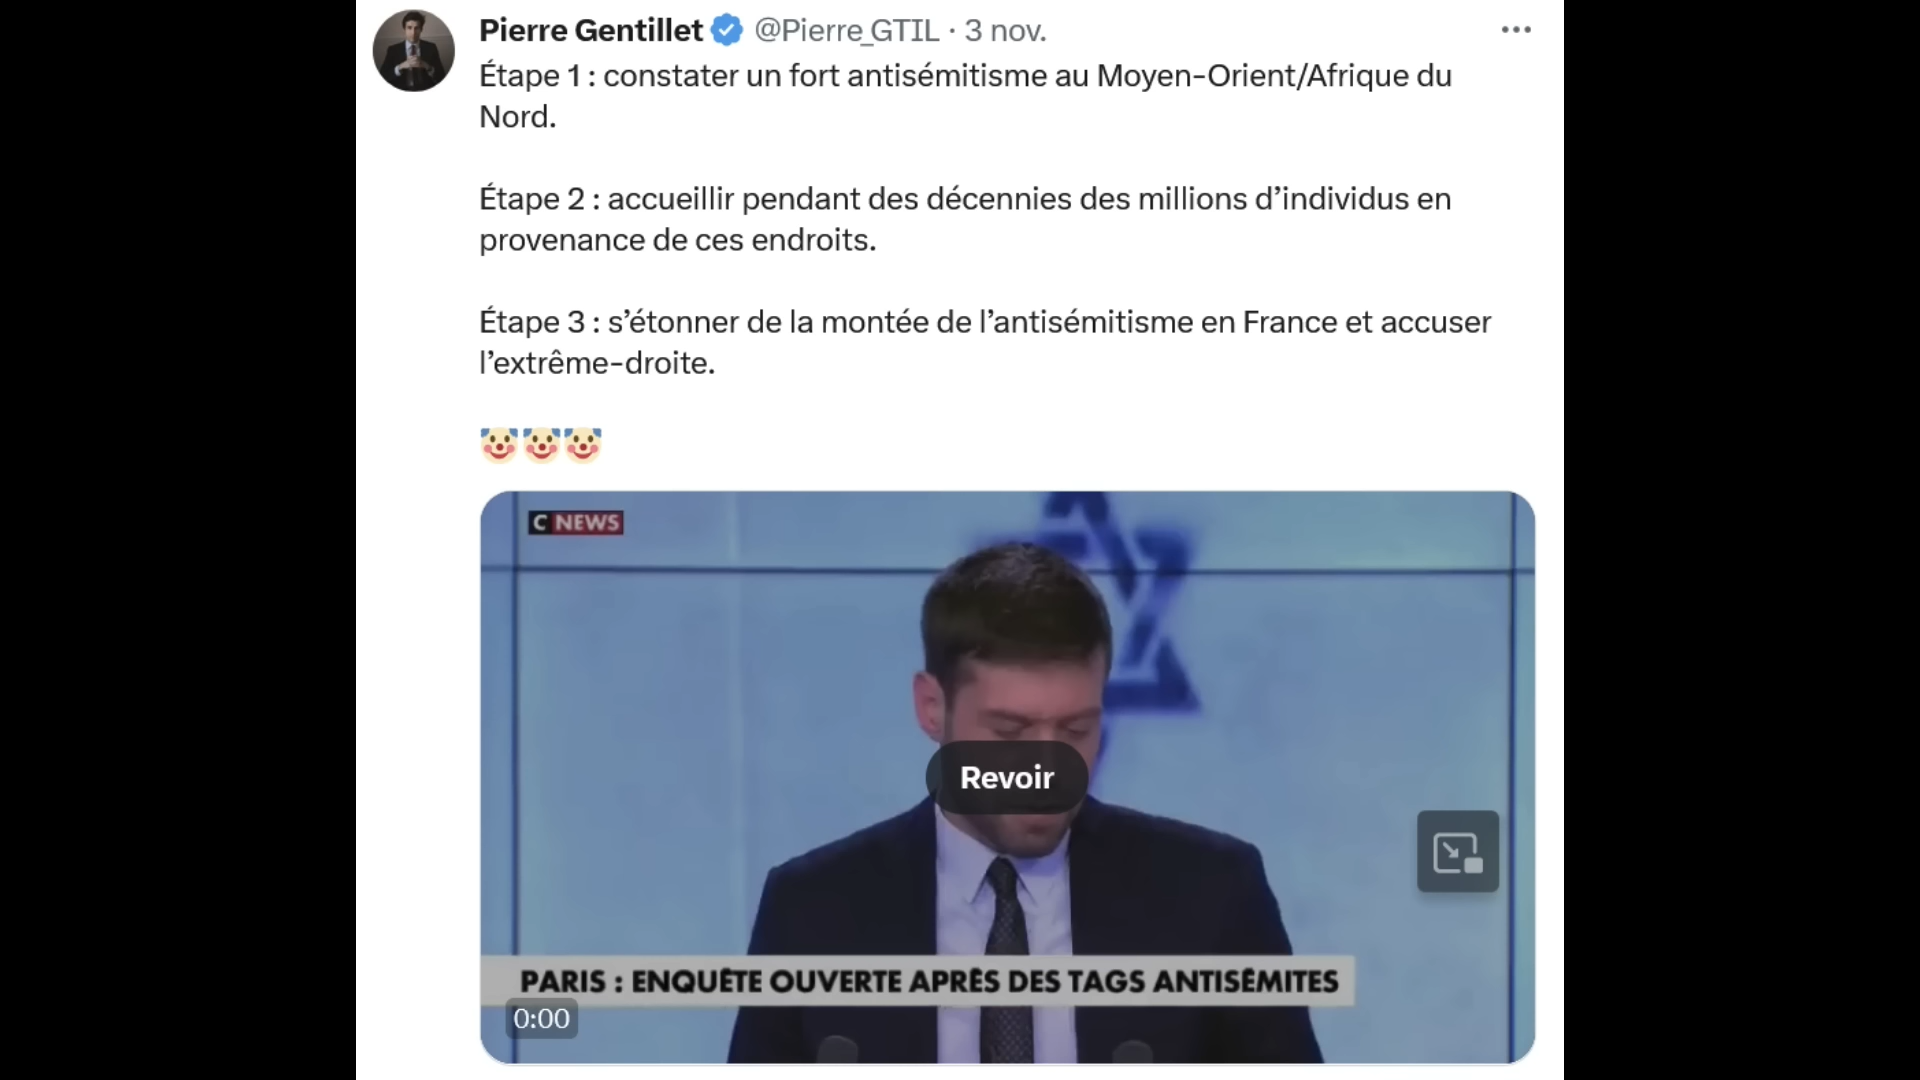 Pierre Gentillet @Pierre_GTIL · 3 nov.
Étape 1 : constater un fort antisémitisme au Moyen-Orient/Afrique du
Nord.
Étape 2 : accueillir pendant des décennies des millions d’individus en
provenance de ces endroits.
Étape 3 : s’étonner de la montée de l’antisémitisme en France et accuser
l’extrême-droite.
🤡🤡🤡
C NEWS
Revoir
PARIS : ENQUÊTE OUVERTE APRÈS DES TAGS ANTISÉMITES
0:00